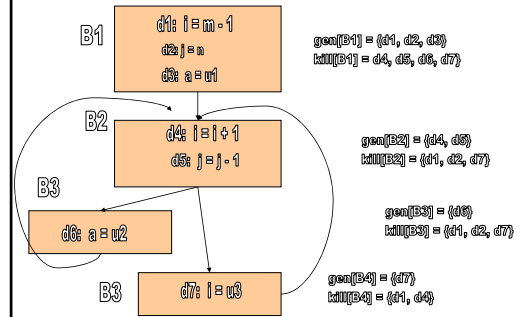 B1
d1: i = m - 1
d2: j = n
d3: a = u1
gen[B1] = {d1, d2, d3}
kill[B1] = d4, d5, d6, d7}
B2
d4: i = i + 1
d5: j = j - 1
gen[B2] = {d4, d5}
kill[B2] = {d1, d2, d7}
B3
d6: a = u2
gen[B3] = {d6}
kill[B3] = {d1, d2, d7}
B3
d7: i = u3
gen[B4] = {d7}
kill[B4] = {d1, d4}